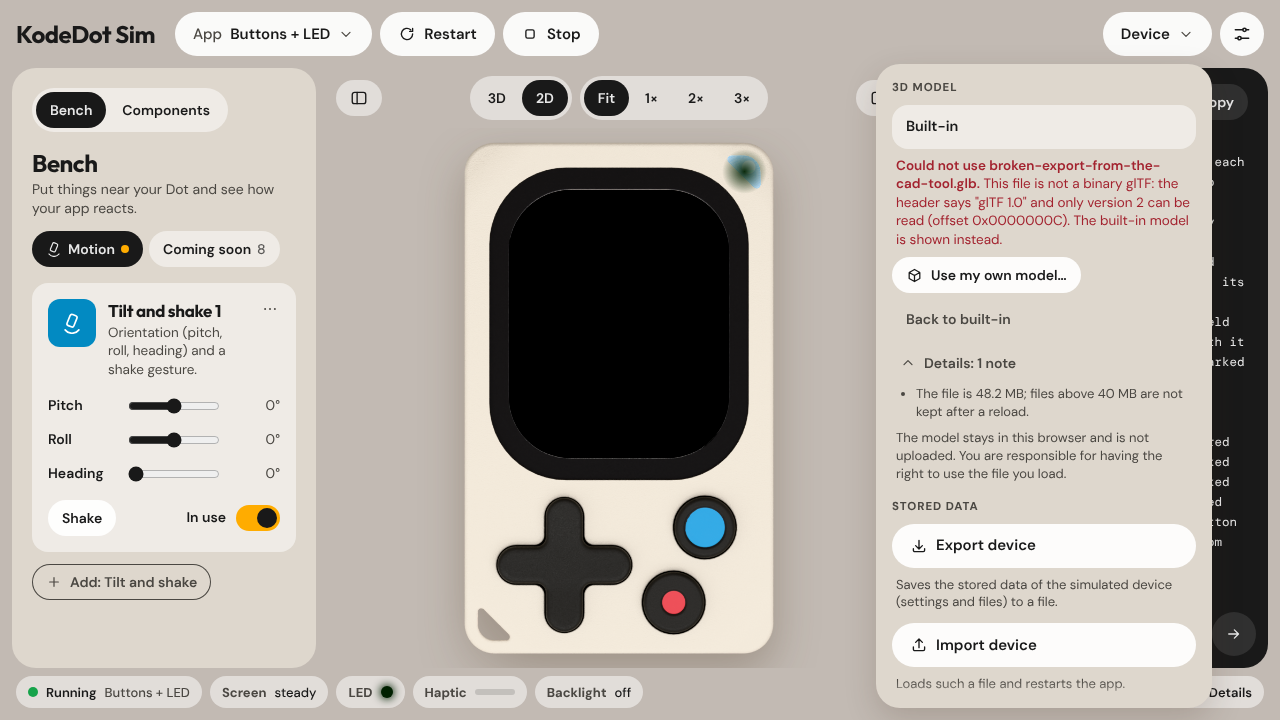 KodeDot Sim
App Buttons + LED
Restart
Stop
Device
Bench
Components
Bench
Put things near your Dot and see how
your app reacts.
Motion
Coming soon 8
Tilt and shake 1
...
Orientation (pitch,
roll, heading) and a
shake gesture.
Pitch
0°
Roll
0°
Heading
0°
Shake
In use
Add: Tilt and shake
3D
2D
Fit
1×
2×
3×
3D MODEL
Built-in
Could not use broken-export-from-the-
cad-tool.glb. This file is not a binary glTF: the
header says "glTF 1.0" and only version 2 can be
read (offset 0x0000000C). The built-in model
is shown instead.
Use my own model…
Back to built-in
Details: 1 note
• The file is 48.2 MB; files above 40 MB are not
kept after a reload.
The model stays in this browser and is not
uploaded. You are responsible for having the
right to use the file you load.
STORED DATA
Export device
Saves the stored data of the simulated device
(settings and files) to a file.
Import device
Loads such a file and restarts the app.
each
its
it
Running Buttons + LED
Screen steady
LED
Haptic
Backlight off
Details